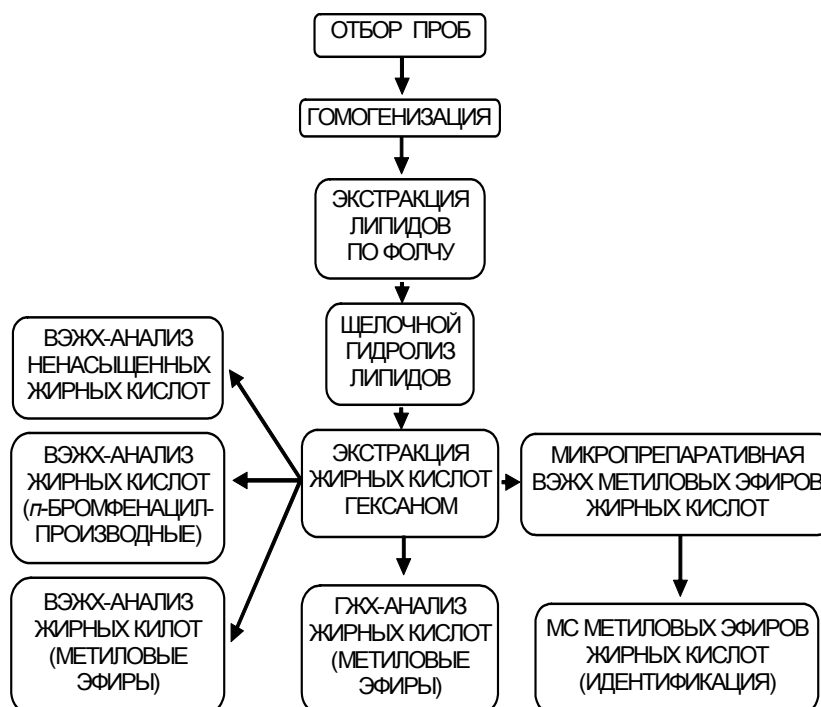 ОТБОР ПРОБ
ГОМОГЕНИЗАЦИЯ
ЭКСТРАКЦИЯ
ЛИПИДОВ
ПО ФОЛЧУ
ЩЕЛОЧНОЙ
ГИДРОЛИЗ
ЛИПИДОВ
ВЭЖХ-АНАЛИЗ
НЕНАСЫЩЕННЫХ
ЖИРНЫХ КИСЛОТ
ВЭЖХ-АНАЛИЗ
ЖИРНЫХ КИСЛОТ
(п-БРОМФЕНАЦИЛ-
ПРОИЗВОДНЫЕ)
ЭКСТРАКЦИЯ
ЖИРНЫХ КИСЛОТ
ГЕКСАНОМ
МИКРОПРЕПАРАТИВНАЯ
ВЭЖХ МЕТИЛОВЫХ ЭФИРОВ
ЖИРНЫХ КИСЛОТ
ВЭЖХ-АНАЛИЗ
ЖИРНЫХ КИЛОТ
(МЕТИЛОВЫЕ
ЭФИРЫ)
ГЖХ-АНАЛИЗ
ЖИРНЫХ КИСЛОТ
(МЕТИЛОВЫЕ
ЭФИРЫ)
МС МЕТИЛОВЫХ ЭФИРОВ
ЖИРНЫХ КИСЛОТ
(ИДЕНТИФИКАЦИЯ)